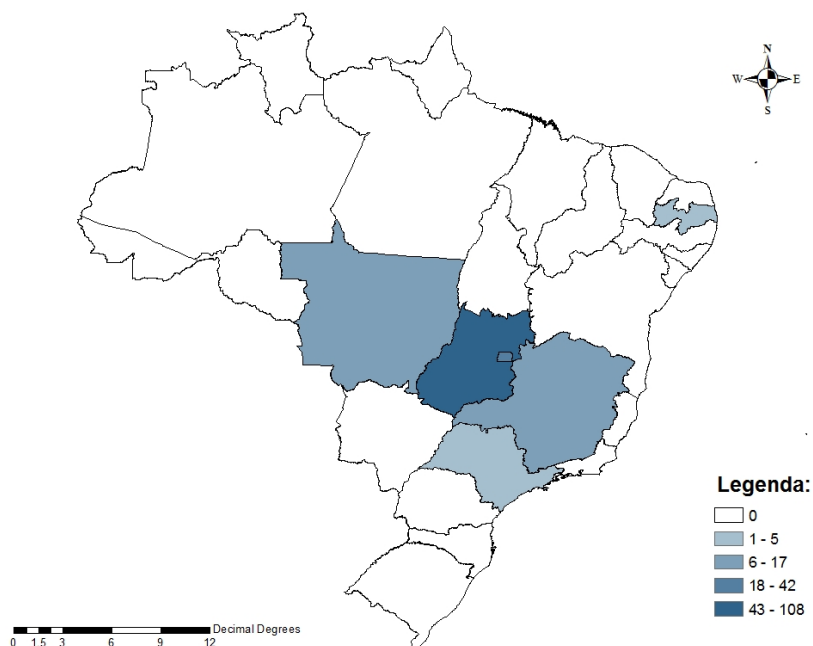 N
W E
S
Legenda:
0
1 - 5
6 - 17
18 - 42
43 - 108
Decimal Degrees
0 1.5 3 6 9 12